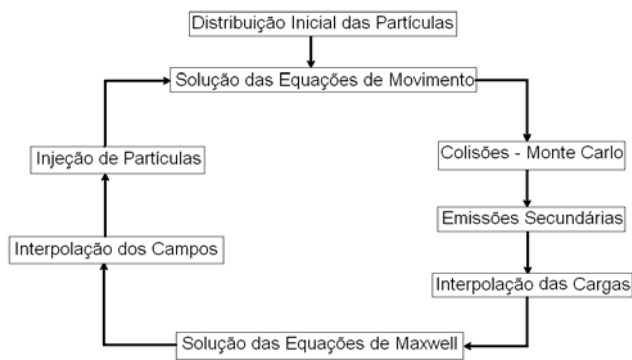 Distribuição Inicial das Partículas
Solução das Equações de Movimento
Injeção de Partículas
Colisões - Monte Carlo
Emissões Secundárias
Interpolação dos Campos
Interpolação das Cargas
Solução das Equações de Maxwell